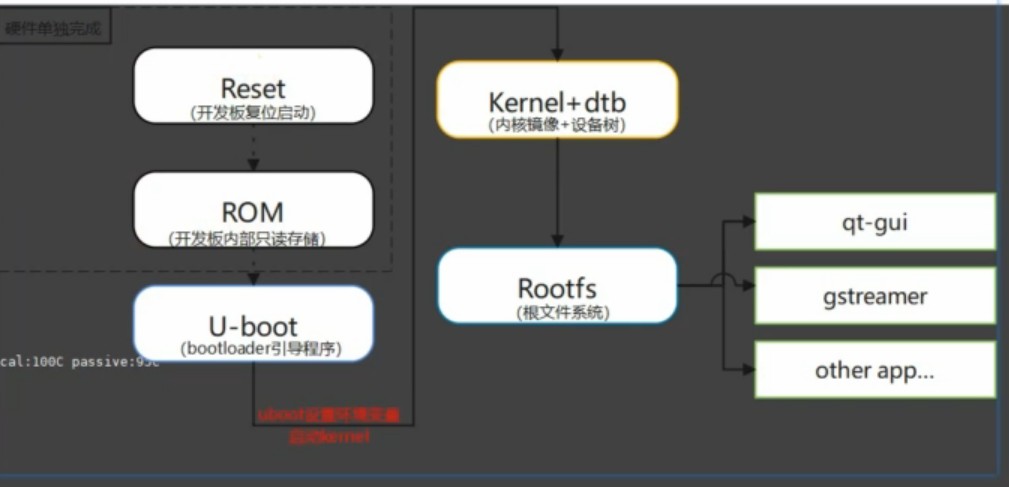 硬件单独完成
Reset
(开发板复位启动)
ROM
(开发板内部只读存储)
U-boot
(bootloader引导程序)
cal:100C passive:95C
uboot设置环境变量
启动kernel
Kernel+dtb
(内核镜像+设备树)
Rootfs
(根文件系统)
qt-gui
gstreamer
other app...